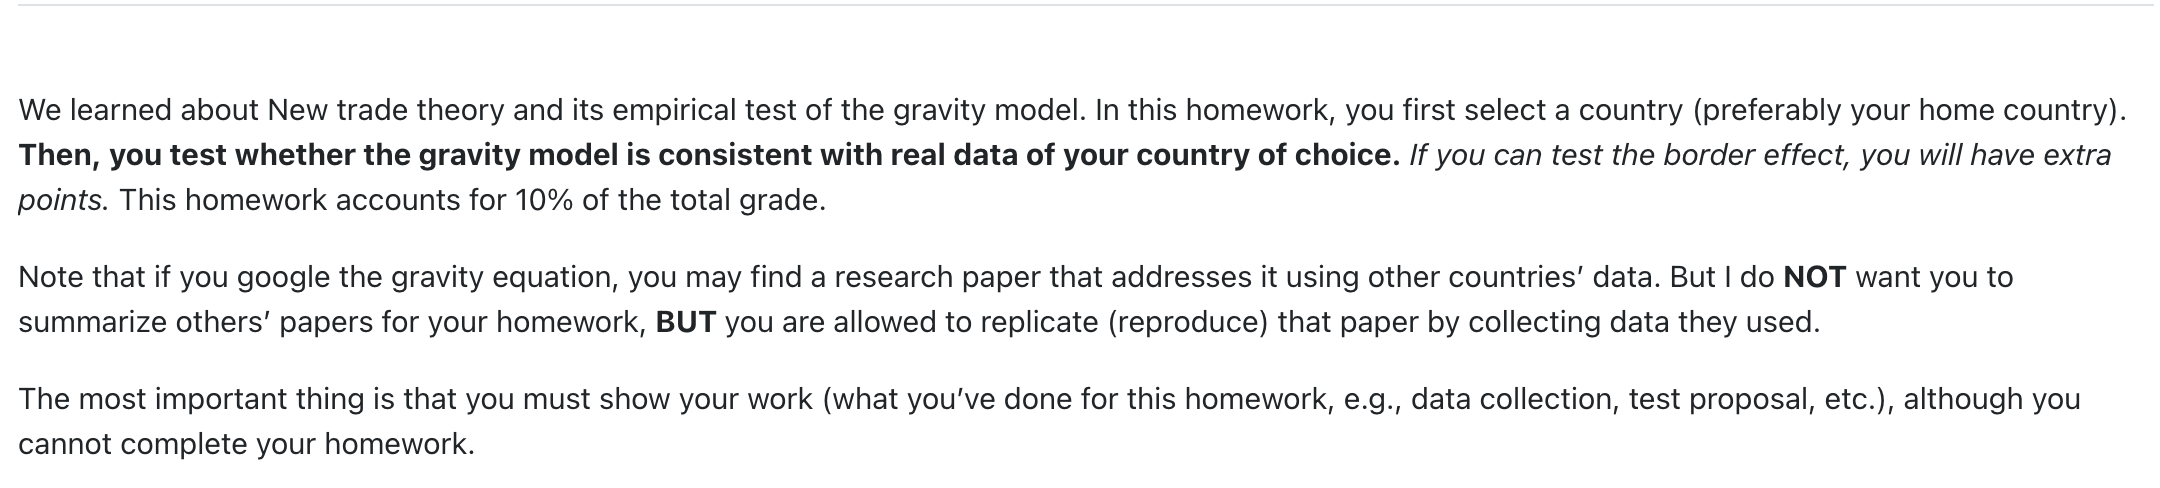 We learned about New trade theory and its empirical test of the gravity model. In this homework, you first select a country (preferably your home country).
Then, you test whether the gravity model is consistent with real data of your country of choice. If you can test the border effect, you will have extra
points. This homework accounts for 10% of the total grade.
Note that if you google the gravity equation, you may find a research paper that addresses it using other countries’ data. But I do NOT want you to
summarize others’ papers for your homework, BUT you are allowed to replicate (reproduce) that paper by collecting data they used.
The most important thing is that you must show your work (what you’ve done for this homework, e.g., data collection, test proposal, etc.), although you
cannot complete your homework.